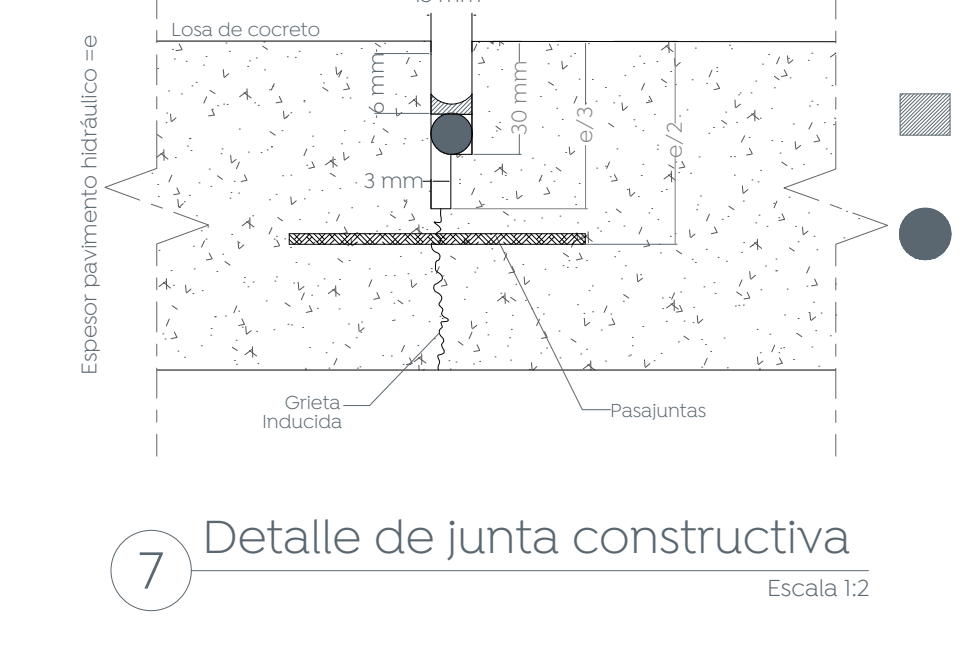 Losa de cocreto
Espesor pavimento hidráulico =e
6 mm
30 mm
e/3
e/2
3 mm
Grieta
Inducida
Pasajuntas
7
Detalle de junta constructiva
Escala 1:2